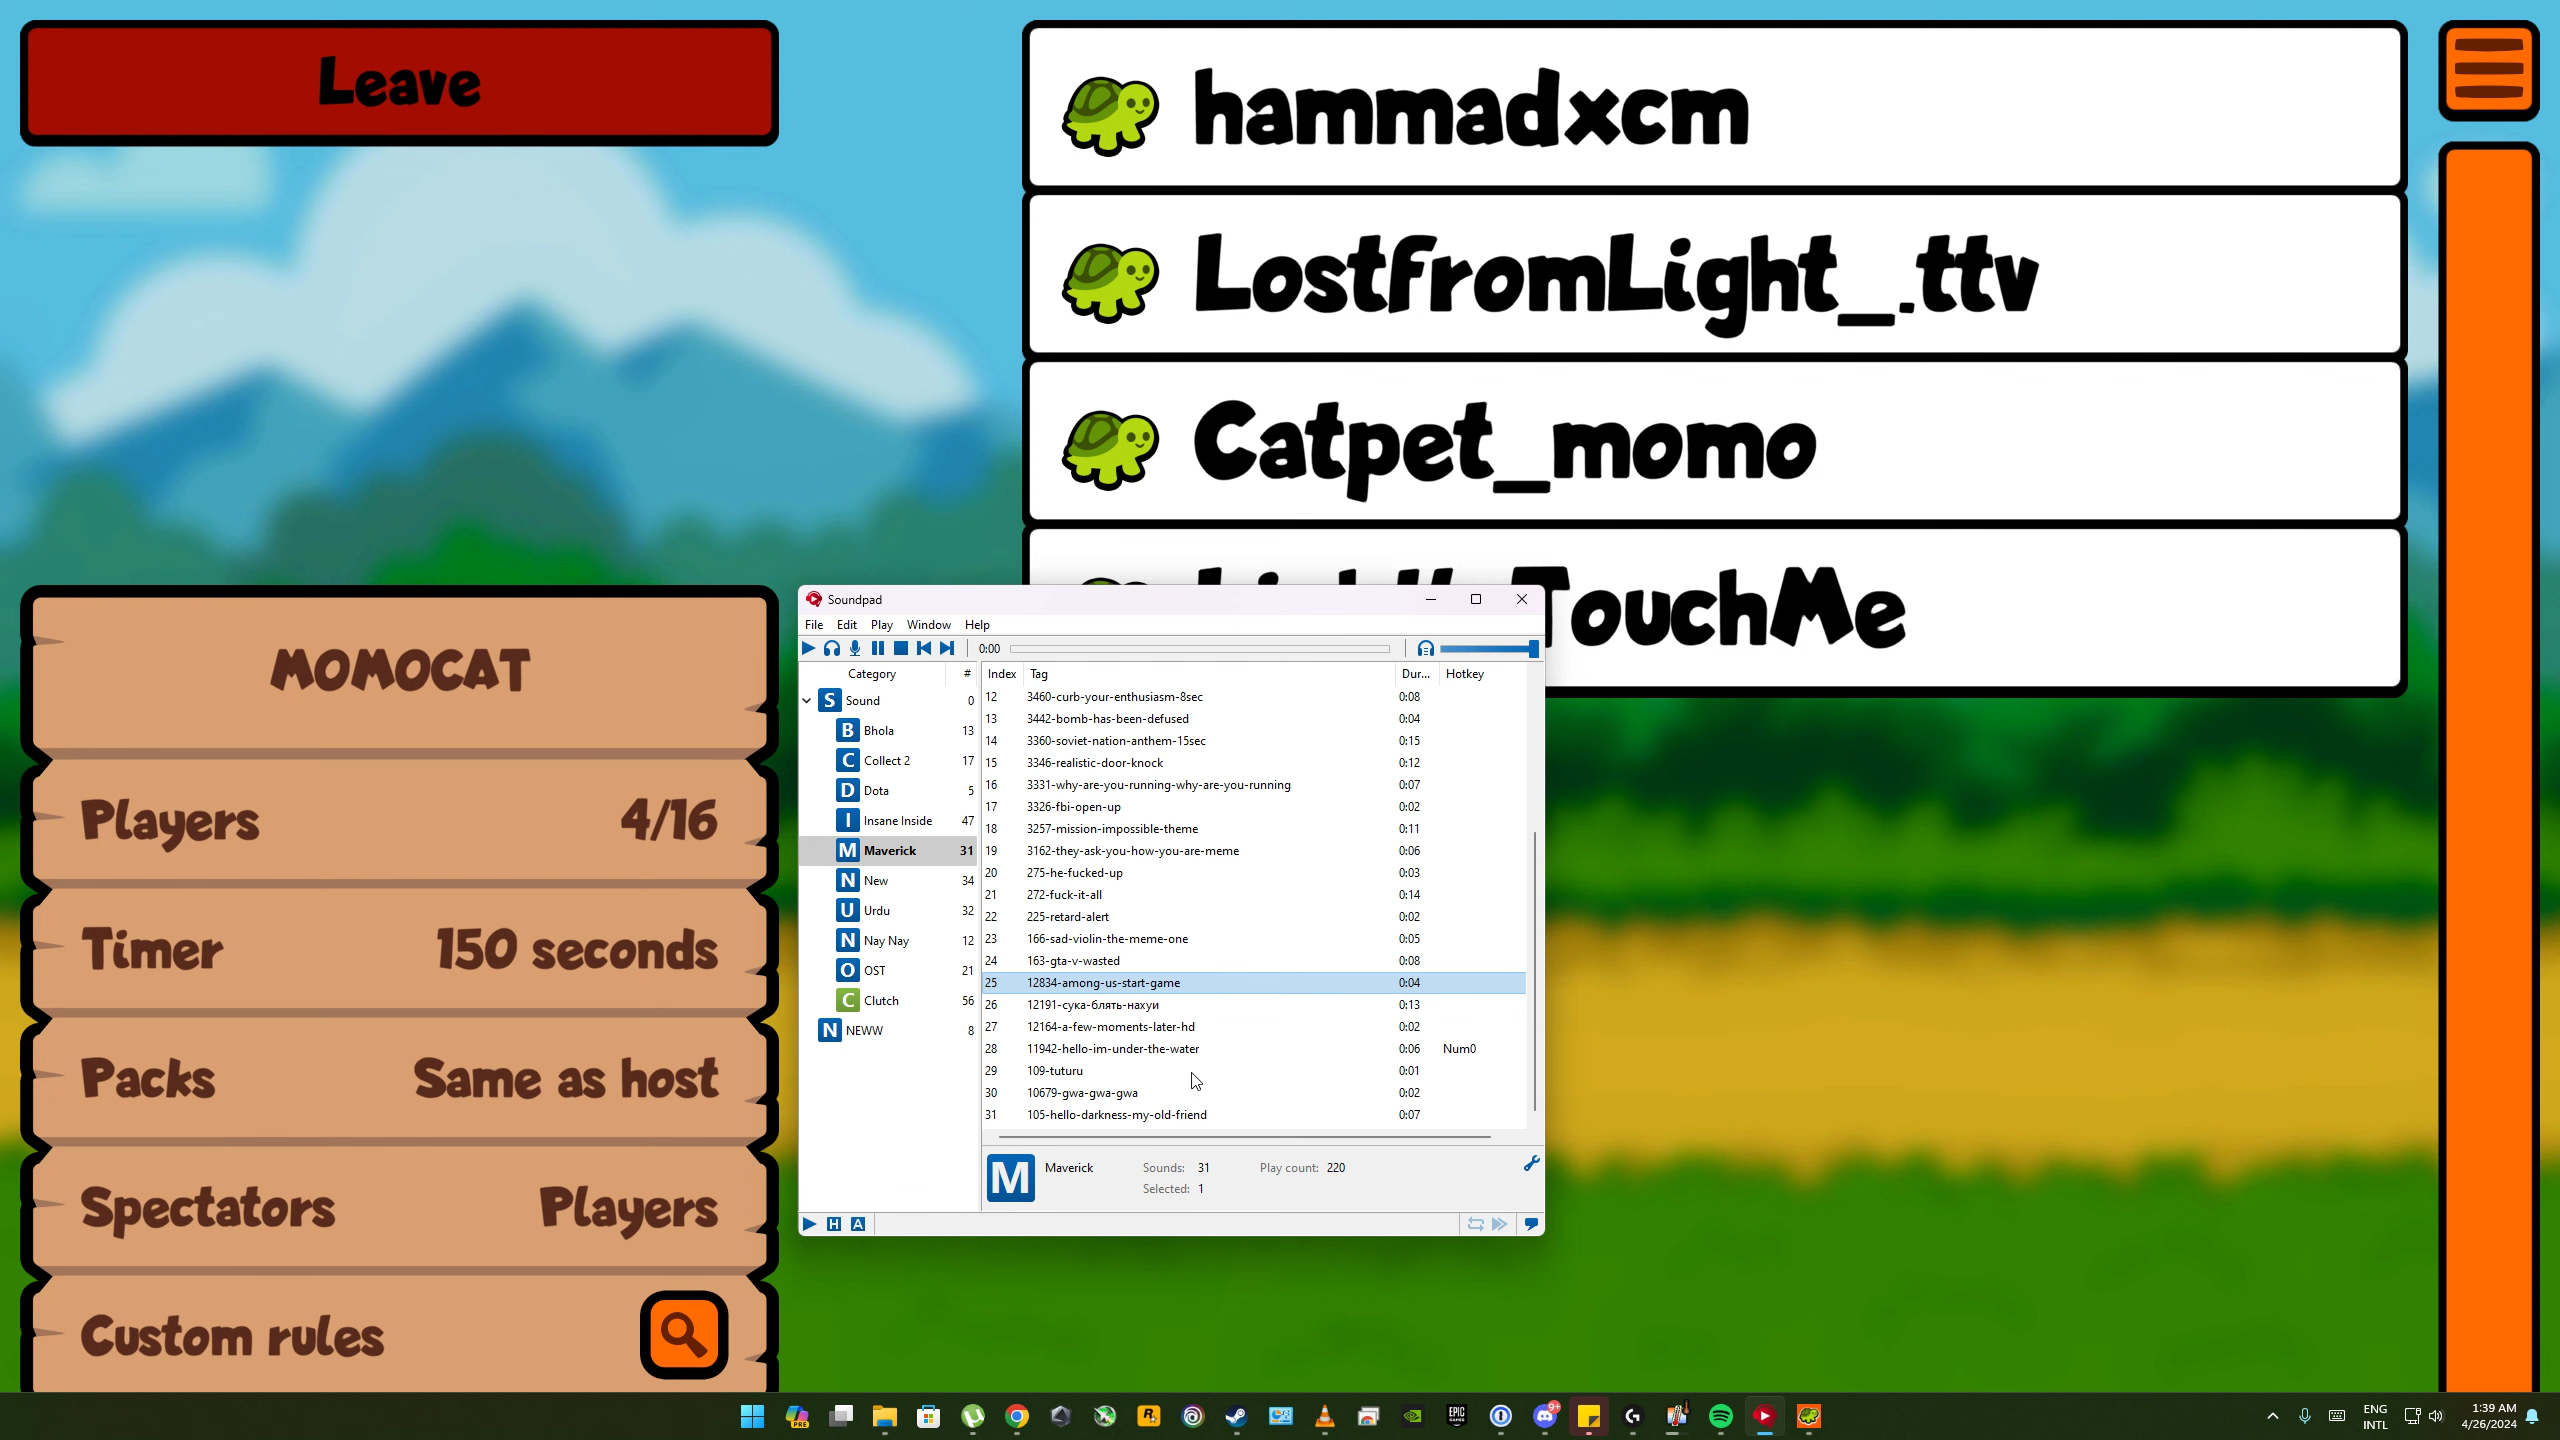 Leave
hammadxcm
LostFromLight_.ttv
Catpet_momo
TouchMe
MOMOCAT
Players 4/16
Timer 150 seconds
Packs Same as host
Spectators Players
Custom rules
Soundpad
File Edit Play Window Help
0:00
Category #
Sound 0
Bhola 13
Collect 2 17
Dota 5
Insane Inside 47
Maverick 31
New 34
Urdu 32
Nay Nay 12
OST 21
Clutch 56
NEWW 8
Index Tag Dur... Hotkey
12 3460-curb-your-enthusiasm-8sec 0:08
13 3442-bomb-has-been-defused 0:04
14 3360-soviet-nation-anthem-15sec 0:15
15 3346-realistic-door-knock 0:12
16 3331-why-are-you-running-why-are-you-running 0:07
17 3326-fbi-open-up 0:02
18 3257-mission-impossible-theme 0:11
19 3162-they-ask-you-how-you-are-meme 0:06
20 275-he-fucked-up 0:03
21 272-fuck-it-all 0:14
22 225-retard-alert 0:02
23 166-sad-violin-the-meme-one 0:05
24 163-gta-v-wasted 0:08
25 12834-among-us-start-game 0:04
26 12191-сука-блять-нахуи 0:13
27 12164-a-few-moments-later-hd 0:02
28 11942-hello-im-under-the-water 0:06 Num0
29 109-tuturu 0:01
30 10679-gwa-gwa-gwa 0:02
31 105-hello-darkness-my-old-friend 0:07
M Maverick Sounds: 31 Play count: 220
Selected: 1
H A
ENG
INTL
1:39 AM
4/26/2024